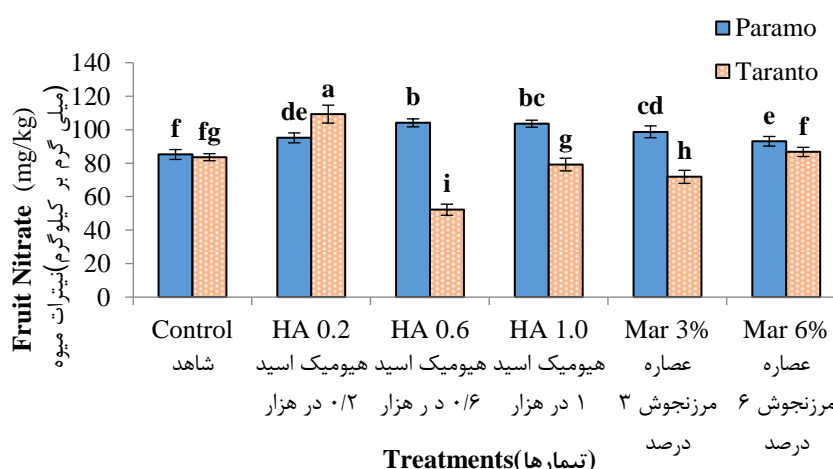 Paramo
Taranto
Fruit Nitrate (mg/kg)
نیترات میوه(میلی گرم بر کیلوگرم)
140
120
100
80
60
40
20
0
f fg de a b i bc g cd h e f
Control HA 0.2 HA 0.6 HA 1.0 Mar 3% Mar 6%
شاهد هیومیک اسید هیومیک اسید هیومیک اسید عصاره عصاره
۰/۲ در هزار ۰/۶ د ر هزار ۱ در هزار مرزنجوش ۳ مرزنجوش ۶
درصد درصد
Treatments(تیمارها)